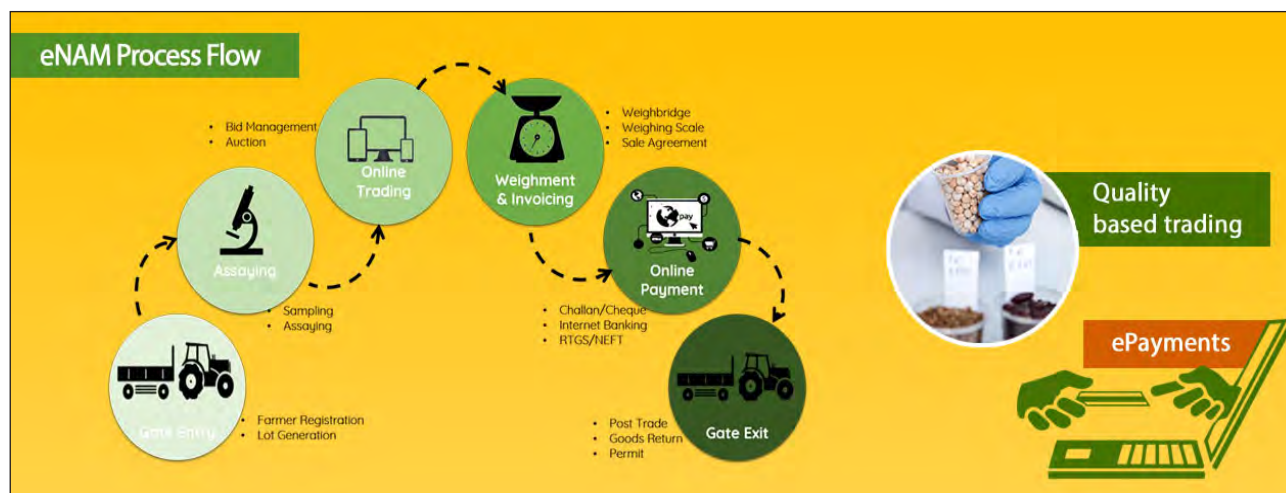 eNAM Process Flow
Gate Entry
• Farmer Registration
• Lot Generation
Assaying
• Sampling
• Assaying
Online
Trading
• Bid Management
• Auction
Weighment
& Invoicing
• Weighbridge
• Weighing Scale
• Sale Agreement
pay
Online
Payment
• Challan/Cheque
• Internet Banking
• RTGS/NEFT
Gate Exit
• Post Trade
• Goods Return
• Permit
Quality
based trading
ePayments